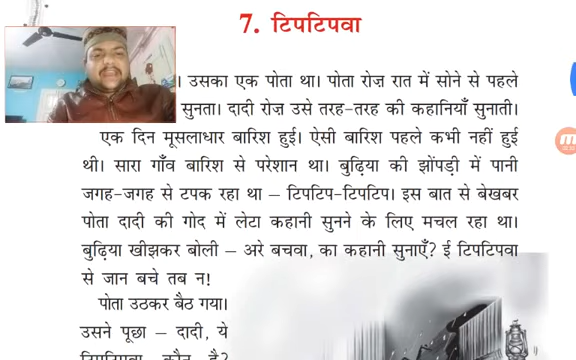 7. टिपटिपवा
। उसका एक पोता था। पोता रोज़ रात में सोने से पहले
सुनता। दादी रोज़ उसे तरह-तरह की कहानियाँ सुनाती।
एक दिन मूसलाधार बारिश हुई। ऐसी बारिश पहले कभी नहीं हुई
थी। सारा गाँव बारिश से परेशान था। बुढ़िया की झोंपड़ी में पानी
जगह-जगह से टपक रहा था – टिपटिप-टिपटिप। इस बात से बेखबर
पोता दादी की गोद में लेटा कहानी सुनने के लिए मचल रहा था।
बुढ़िया खीझकर बोली – अरे बचवा, का कहानी सुनाएँ? ई टिपटिपवा
से जान बचे तब न!
पोता उठकर बैठ गया।
उसने पूछा – दादी, ये
टिपटिपवा कौन है?